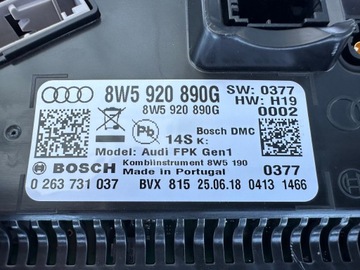 8W5 920 890G
SW: 0377
8W5 920 890G
HW: H19
0002
Pb
14S K:
Bosch DMC
Model: Audi FPK Gen1
Kombiinstrument 8W5 190
BOSCH
Made in Portugal
0377
0 263 731 037
BVX 815 25.06.18 0413 1466